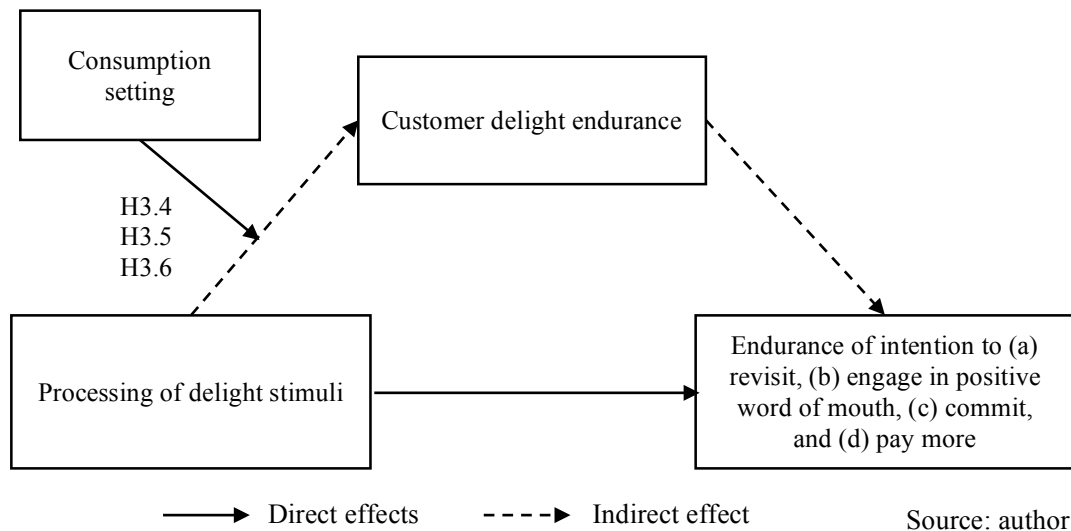 Consumption
setting
Customer delight endurance
H3.4
H3.5
H3.6
Processing of delight stimuli
Endurance of intention to (a)
revisit, (b) engage in positive
word of mouth, (c) commit,
and (d) pay more
Direct effects
Indirect effect
Source: author